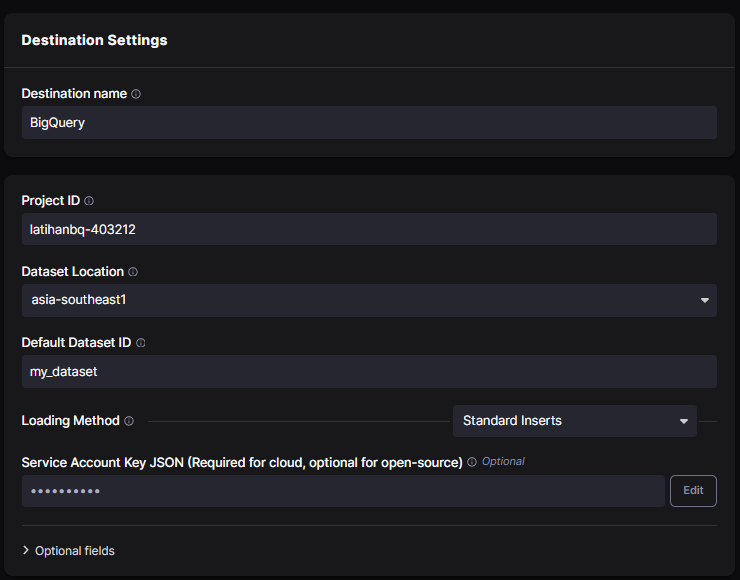 Destination Settings
Destination name
BigQuery
Project ID
latihanbq-403212
Dataset Location
asia-southeast1
Default Dataset ID
my_dataset
Loading Method
Standard Inserts
Service Account Key JSON (Required for cloud, optional for open-source) Optional
••••••••••
Edit
Optional fields